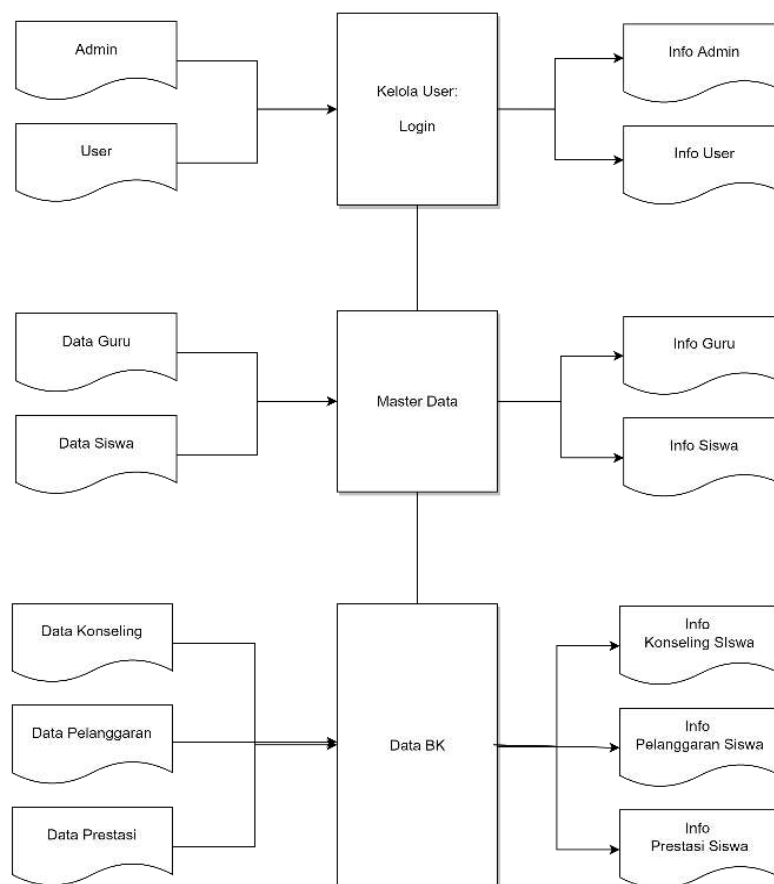 Admin
User
Kelola User:
Login
Info Admin
Info User
Data Guru
Data Siswa
Master Data
Info Guru
Info Siswa
Data Konseling
Data Pelanggaran
Data Prestasi
Data BK
Info
Konseling SIswa
Info
Pelanggaran Siswa
Info
Prestasi Siswa